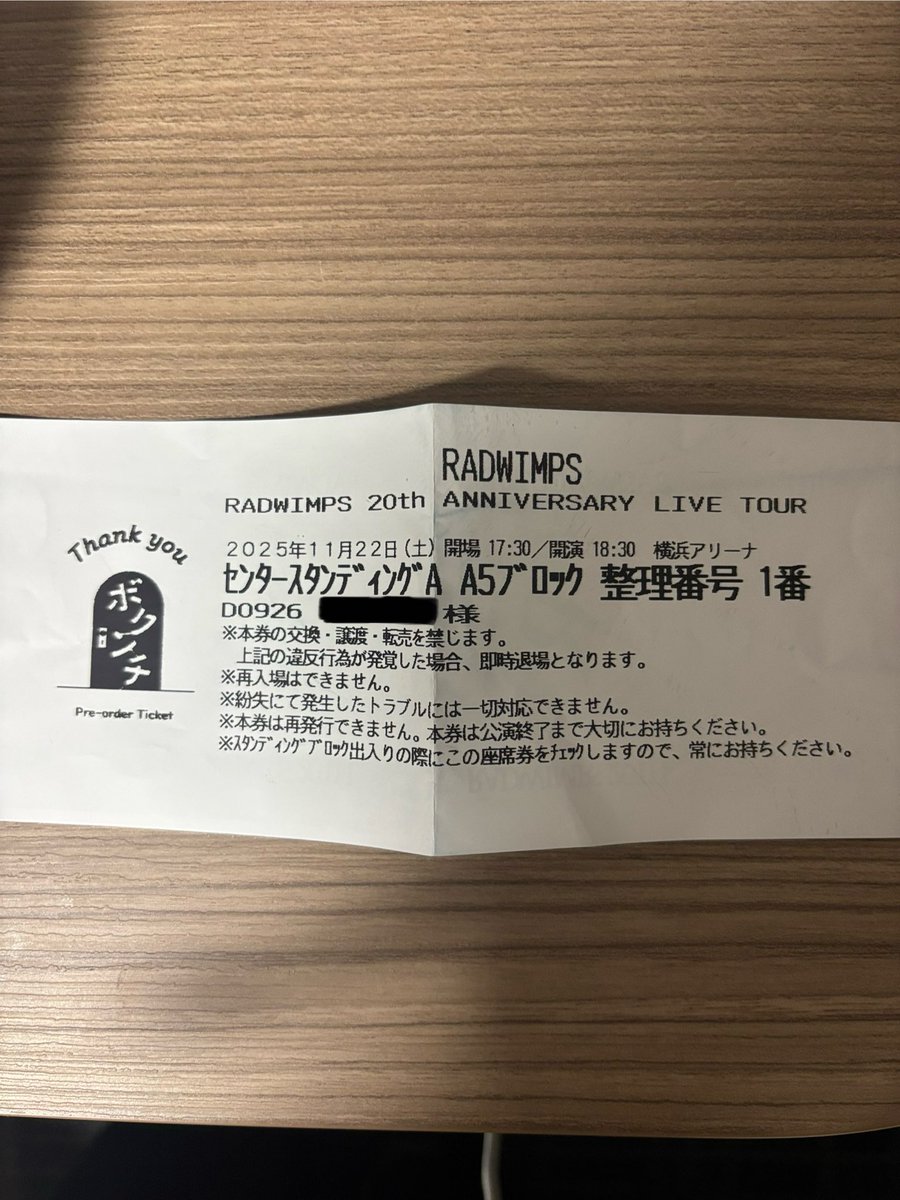 RADWIMPS
RADWIMPS 20th ANNIVERSARY LIVE TOUR
Thank you
ボクンチ
Pre-order Ticket
2025年11月22日(土) 開場 17:30/開演 18:30 横浜アリーナ
ｾﾝﾀｰｽﾀﾝﾃﾞｨﾝｸﾞA A5ﾌﾞﾛｯｸ 整理番号 1番
D0926 様
※本券の交換・譲渡・転売を禁じます。
上記の違反行為が発覚した場合、即時退場となります。
※再入場はできません。
※紛失にて発生したトラブルには一切対応できません。
※本券は再発行できません。本券は公演終了まで大切にお持ちください。
※ｽﾀﾝﾃﾞｨﾝｸﾞﾌﾞﾛｯｸ出入りの際にこの座席券をﾁｪｯｸしますので、常にお持ちください。